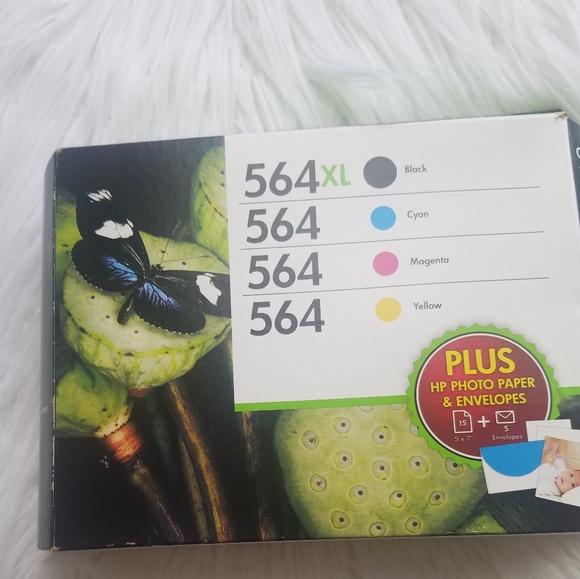 564XL Black
564 Cyan
564 Magenta
564 Yellow
PLUS
HP PHOTO PAPER
& ENVELOPES
15 + 5
5 x 7" Envelopes